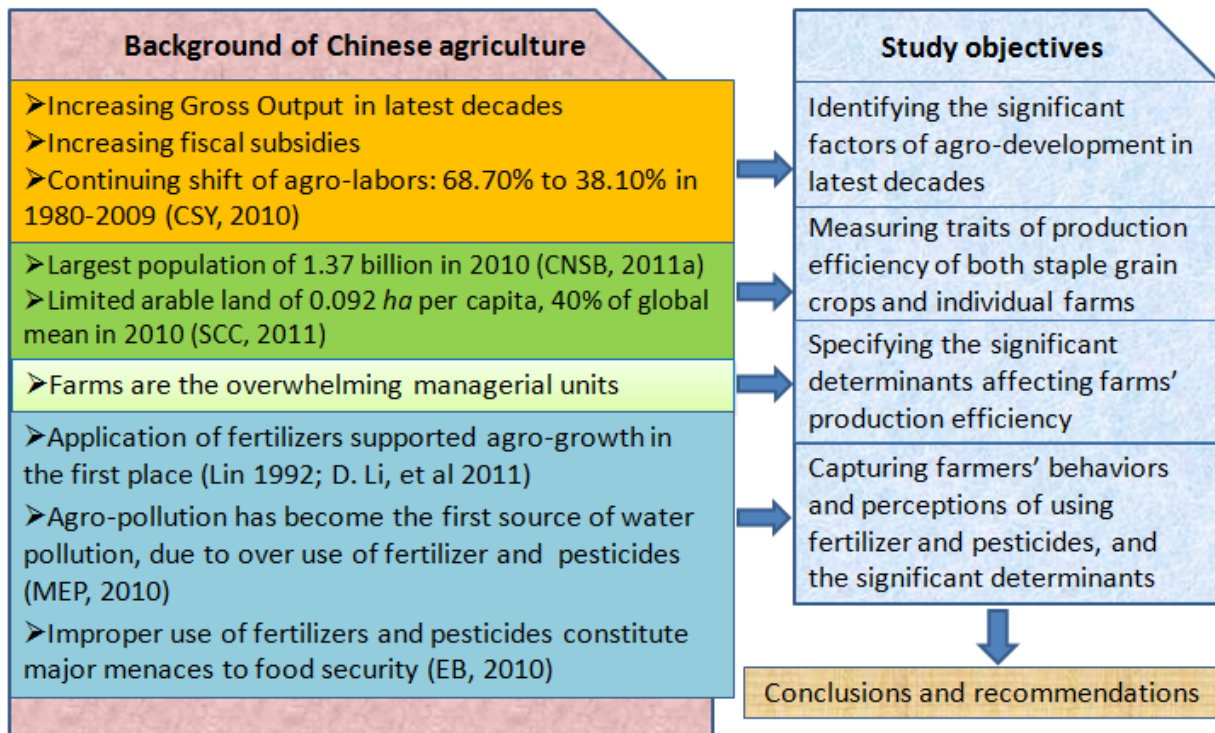 Background of Chinese agriculture
➢Increasing Gross Output in latest decades
➢Increasing fiscal subsidies
➢Continuing shift of agro-labors: 68.70% to 38.10% in
1980-2009 (CSY, 2010)
➢Largest population of 1.37 billion in 2010 (CNSB, 2011a)
➢Limited arable land of 0.092 ha per capita, 40% of global
mean in 2010 (SCC, 2011)
➢Farms are the overwhelming managerial units
➢Application of fertilizers supported agro-growth in
the first place (Lin 1992; D. Li, et al 2011)
➢Agro-pollution has become the first source of water
pollution, due to over use of fertilizer and pesticides
(MEP, 2010)
➢Improper use of fertilizers and pesticides constitute
major menaces to food security (EB, 2010)
Study objectives
Identifying the significant
factors of agro-development in
latest decades
Measuring traits of production
efficiency of both staple grain
crops and individual farms
Specifying the significant
determinants affecting farms’
production efficiency
Capturing farmers’ behaviors
and perceptions of using
fertilizer and pesticides, and
the significant determinants
Conclusions and recommendations